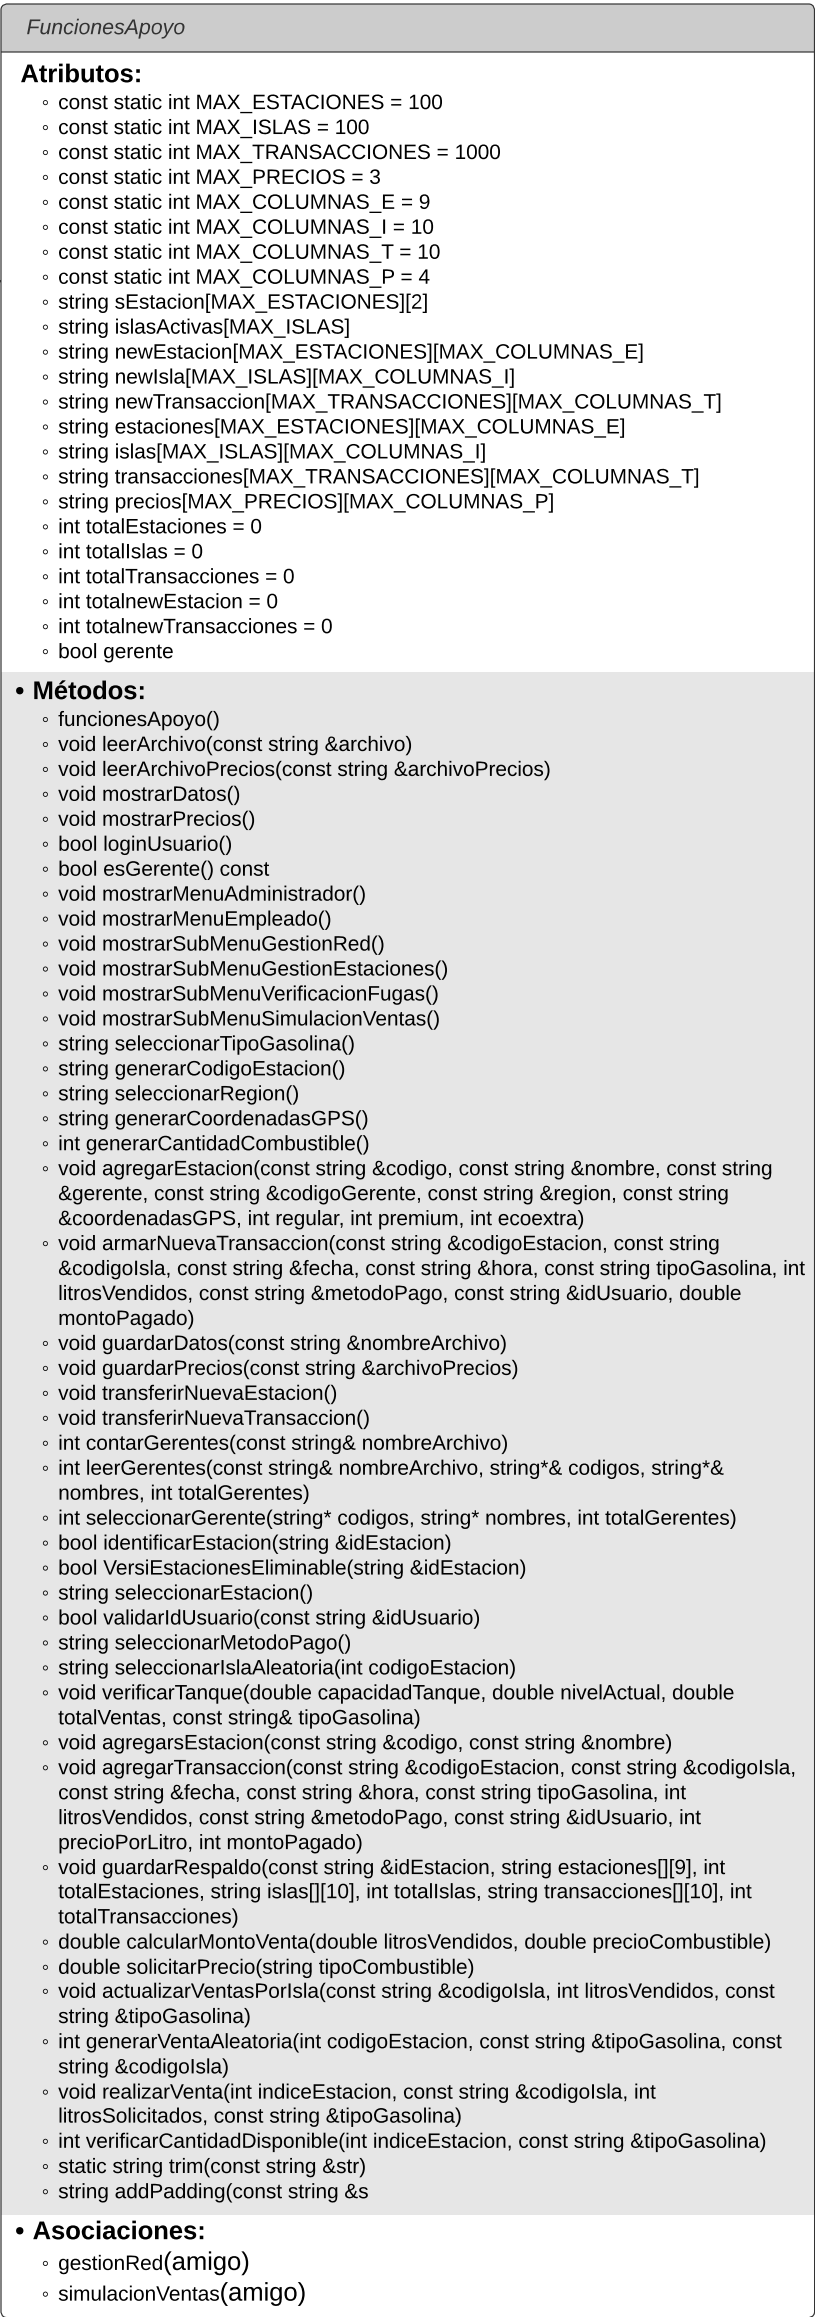 FuncionesApoyo
Atributos:
◦ const static int MAX_ESTACIONES = 100
◦ const static int MAX_ISLAS = 100
◦ const static int MAX_TRANSACCIONES = 1000
◦ const static int MAX_PRECIOS = 3
◦ const static int MAX_COLUMNAS_E = 9
◦ const static int MAX_COLUMNAS_I = 10
◦ const static int MAX_COLUMNAS_T = 10
◦ const static int MAX_COLUMNAS_P = 4
◦ string sEstacion[MAX_ESTACIONES][2]
◦ string islasActivas[MAX_ISLAS]
◦ string newEstacion[MAX_ESTACIONES][MAX_COLUMNAS_E]
◦ string newIsla[MAX_ISLAS][MAX_COLUMNAS_I]
◦ string newTransaccion[MAX_TRANSACCIONES][MAX_COLUMNAS_T]
◦ string estaciones[MAX_ESTACIONES][MAX_COLUMNAS_E]
◦ string islas[MAX_ISLAS][MAX_COLUMNAS_I]
◦ string transacciones[MAX_TRANSACCIONES][MAX_COLUMNAS_T]
◦ string precios[MAX_PRECIOS][MAX_COLUMNAS_P]
◦ int totalEstaciones = 0
◦ int totalIslas = 0
◦ int totalTransacciones = 0
◦ int totalnewEstacion = 0
◦ int totalnewTransacciones = 0
◦ bool gerente
• Métodos:
◦ funcionesApoyo()
◦ void leerArchivo(const string &archivo)
◦ void leerArchivoPrecios(const string &archivoPrecios)
◦ void mostrarDatos()
◦ void mostrarPrecios()
◦ bool loginUsuario()
◦ bool esGerente() const
◦ void mostrarMenuAdministrador()
◦ void mostrarMenuEmpleado()
◦ void mostrarSubMenuGestionRed()
◦ void mostrarSubMenuGestionEstaciones()
◦ void mostrarSubMenuVerificacionFugas()
◦ void mostrarSubMenuSimulacionVentas()
◦ string seleccionarTipoGasolina()
◦ string generarCodigoEstacion()
◦ string seleccionarRegion()
◦ string generarCoordenadasGPS()
◦ int generarCantidadCombustible()
◦ void agregarEstacion(const string &codigo, const string &nombre, const string
&gerente, const string &codigoGerente, const string &region, const string
&coordenadasGPS, int regular, int premium, int ecoextra)
◦ void armarNuevaTransaccion(const string &codigoEstacion, const string
&codigoIsla, const string &fecha, const string &hora, const string tipoGasolina, int
litrosVendidos, const string &metodoPago, const string &idUsuario, double
montoPagado)
◦ void guardarDatos(const string &nombreArchivo)
◦ void guardarPrecios(const string &archivoPrecios)
◦ void transferirNuevaEstacion()
◦ void transferirNuevaTransaccion()
◦ int contarGerentes(const string& nombreArchivo)
◦ int leerGerentes(const string& nombreArchivo, string*& codigos, string*&
nombres, int totalGerentes)
◦ int seleccionarGerente(string* codigos, string* nombres, int totalGerentes)
◦ bool identificarEstacion(string &idEstacion)
◦ bool VersiEstacionesEliminable(string &idEstacion)
◦ string seleccionarEstacion()
◦ bool validarIdUsuario(const string &idUsuario)
◦ string seleccionarMetodoPago()
◦ string seleccionarIslaAleatoria(int codigoEstacion)
◦ void verificarTanque(double capacidadTanque, double nivelActual, double
totalVentas, const string& tipoGasolina)
◦ void agregarsEstacion(const string &codigo, const string &nombre)
◦ void agregarTransaccion(const string &codigoEstacion, const string &codigoIsla,
const string &fecha, const string &hora, const string tipoGasolina, int
litrosVendidos, const string &metodoPago, const string &idUsuario, int
precioPorLitro, int montoPagado)
◦ void guardarRespaldo(const string &idEstacion, string estaciones[][9], int
totalEstaciones, string islas[][10], int totalIslas, string transacciones[][10], int
totalTransacciones)
◦ double calcularMontoVenta(double litrosVendidos, double precioCombustible)
◦ double solicitarPrecio(string tipoCombustible)
◦ void actualizarVentasPorIsla(const string &codigoIsla, int litrosVendidos, const
string &tipoGasolina)
◦ int generarVentaAleatoria(int codigoEstacion, const string &tipoGasolina, const
string &codigoIsla)
◦ void realizarVenta(int indiceEstacion, const string &codigoIsla, int
litrosSolicitados, const string &tipoGasolina)
◦ int verificarCantidadDisponible(int indiceEstacion, const string &tipoGasolina)
◦ static string trim(const string &str)
◦ string addPadding(const string &s
• Asociaciones:
◦ gestionRed(amigo)
◦ simulacionVentas(amigo)